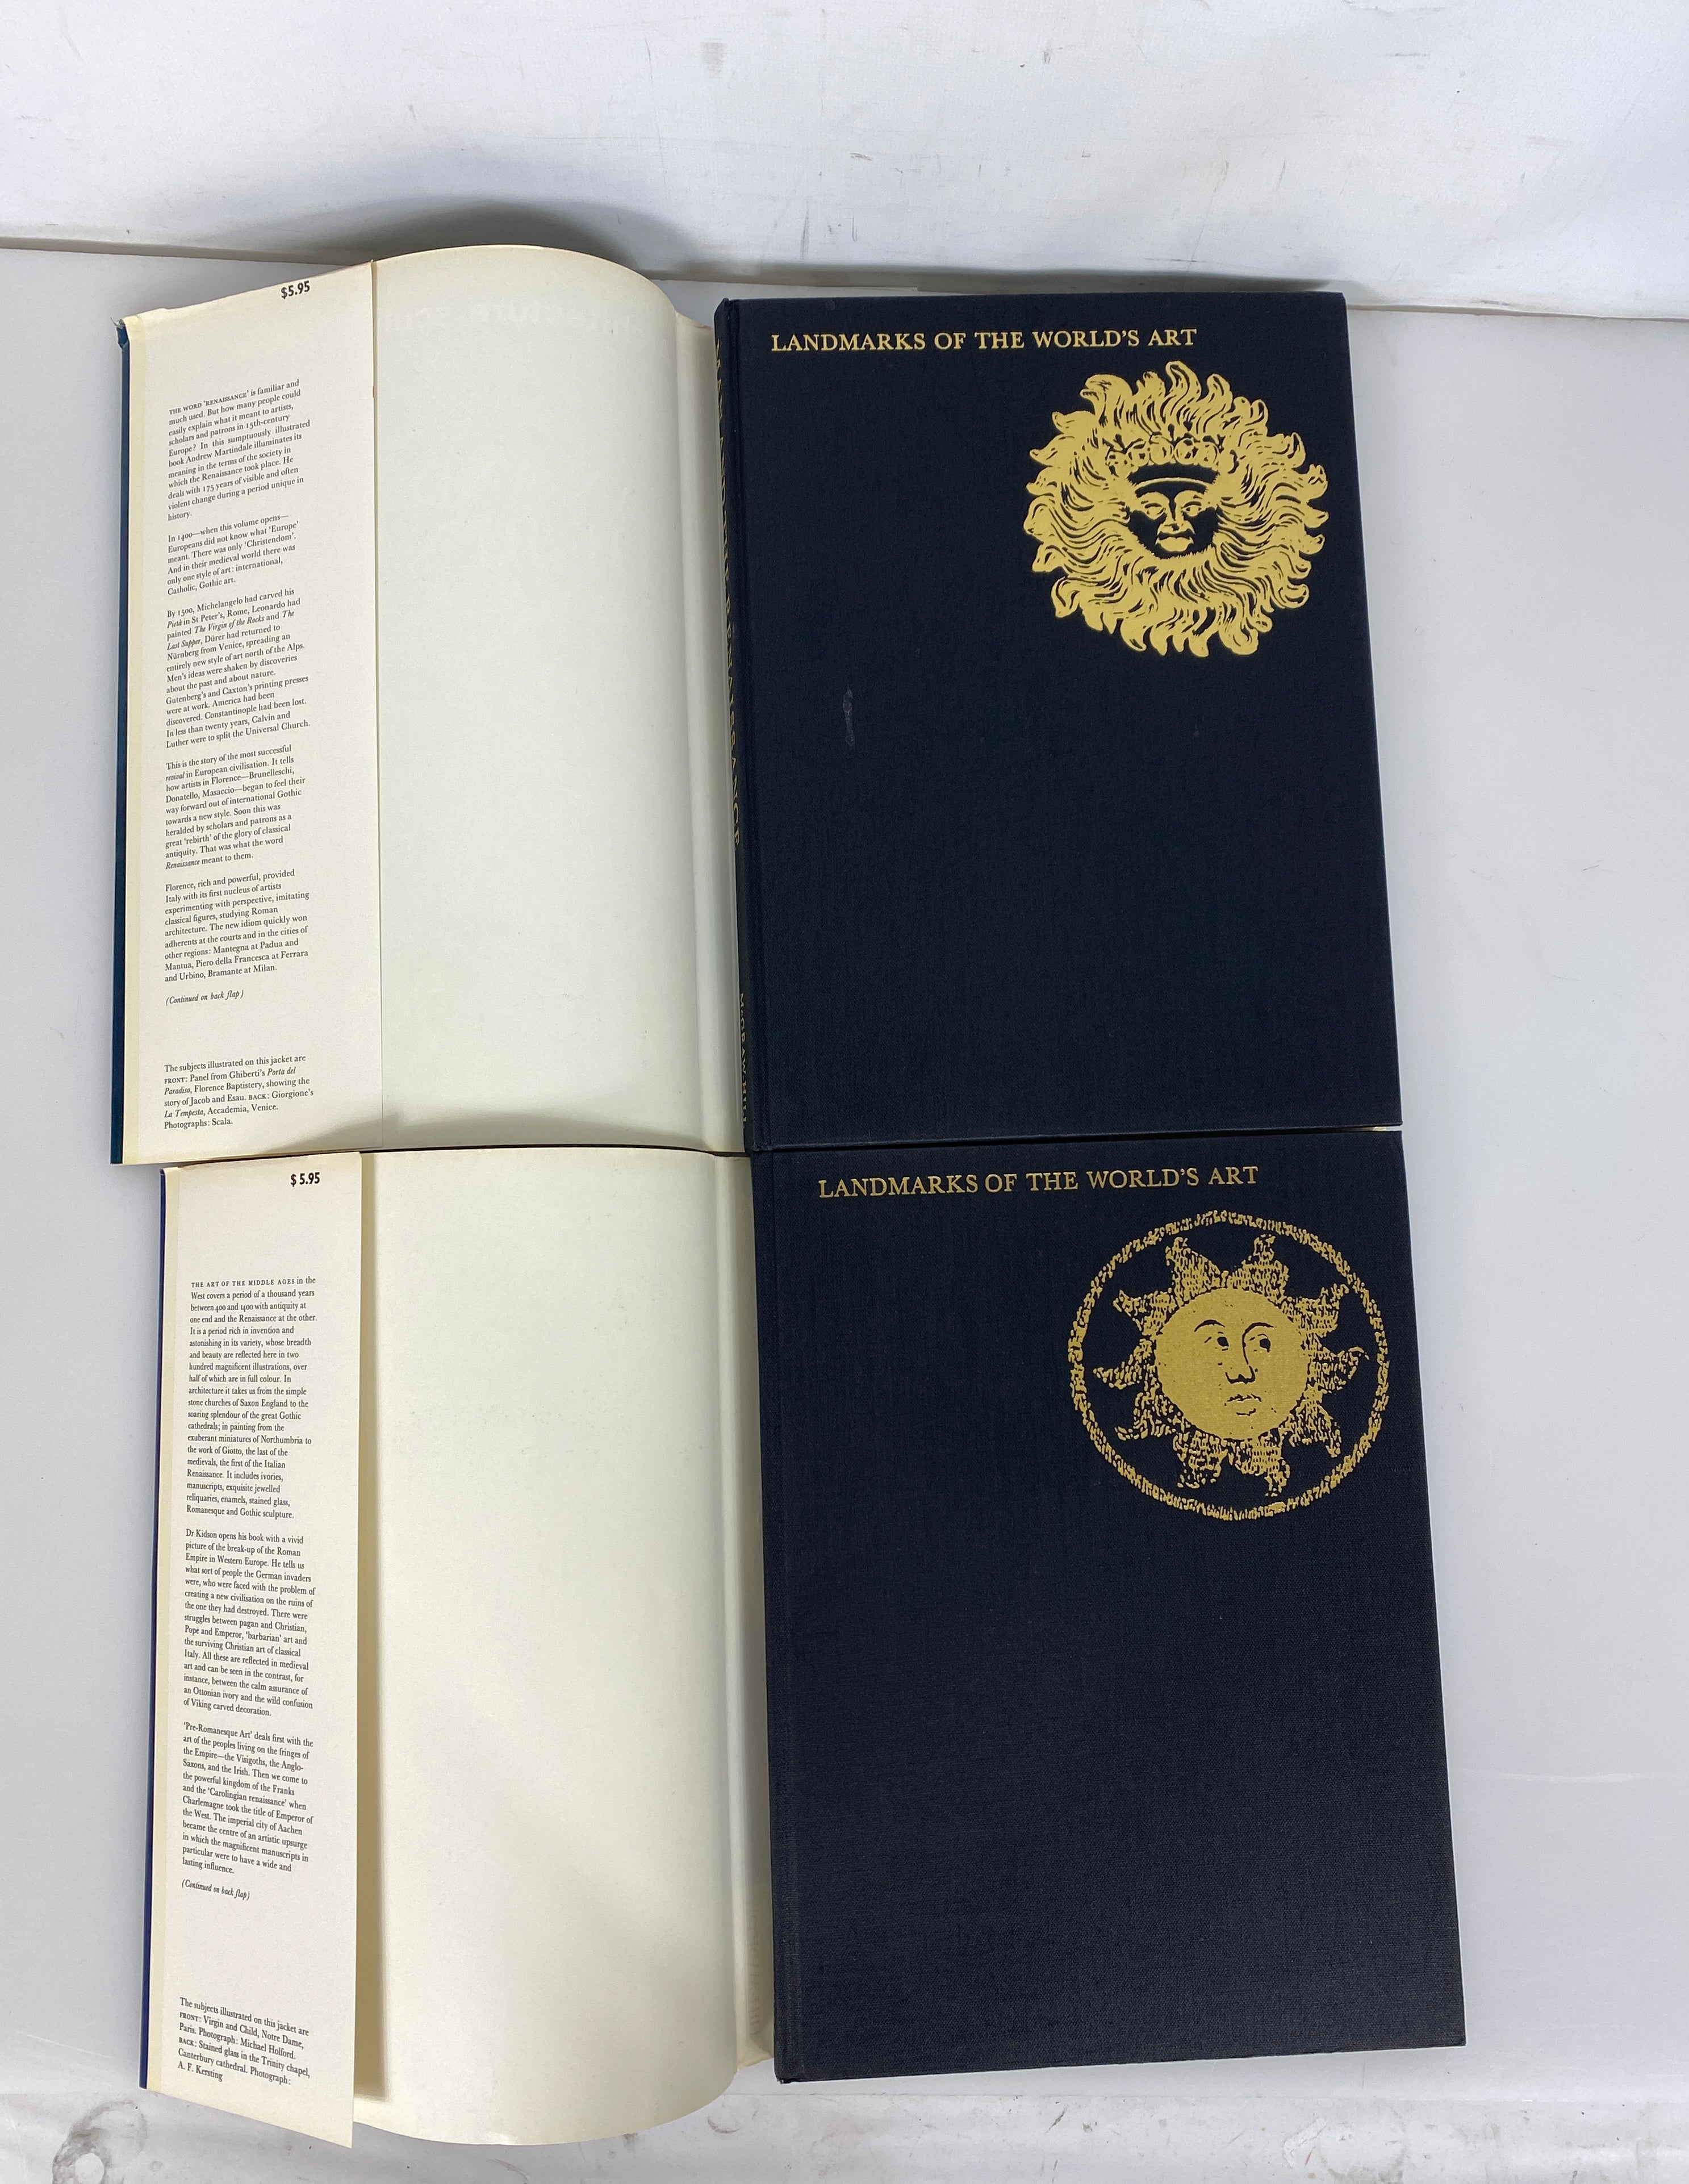 $5.95
THE WORD 'RENAISSANCE' is familiar and
much used. But how many people could
easily explain what it meant to artists,
scholars and patrons in 15th-century
Europe? In this sumptuously illustrated
book Andrew Martindale illuminates its
meaning in the terms of the society in
which the Renaissance took place. He
deals with 175 years of visible and often
violent change during a period unique in
history.
In 1400—when this volume opens—
Europeans did not know what 'Europe'
meant. There was only 'Christendom'.
And in their medieval world there was
only one style of art: international,
Catholic, Gothic art.
By 1500, Michelangelo had carved his
Pietà in St Peter's, Rome, Leonardo had
painted The Virgin of the Rocks and The
Last Supper, Dürer had returned to
Nürnberg from Venice, spreading an
entirely new style of art north of the Alps.
Men's ideas were shaken by discoveries
about the past and about nature.
Gutenberg's and Caxton's printing presses
were at work. America had been
discovered. Constantinople had been lost.
In less than twenty years, Calvin and
Luther were to split the Universal Church.
This is the story of the most successful
revival in European civilisation. It tells
how artists in Florence—Brunelleschi,
Donatello, Masaccio—began to feel their
way forward out of international Gothic
towards a new style. Soon this was
heralded by scholars and patrons as a
great 'rebirth' of the glory of classical
antiquity. That was what the word
Renaissance meant to them.
Florence, rich and powerful, provided
Italy with its first nucleus of artists
experimenting with perspective, imitating
classical figures, studying Roman
architecture. The new idiom quickly won
adherents at the courts and in the cities of
other regions: Mantegna at Padua and
Mantua, Piero della Francesca at Ferrara
and Urbino, Bramante at Milan.
(Continued on back flap)
The subjects illustrated on this jacket are
FRONT: Panel from Ghiberti's Porta del
Paradiso, Florence Baptistery, showing the
story of Jacob and Esau. BACK: Giorgione's
La Tempesta, Accademia, Venice.
Photographs: Scala.
LANDMARKS OF THE WORLD'S ART
RENAISSANCE
McGRAW-HILL
$5.95
THE ART OF THE MIDDLE AGES in the
West covers a period of a thousand years
between 400 and 1400 with antiquity at
one end and the Renaissance at the other.
It is a period rich in invention and
astonishing in its variety, whose breadth
and beauty are reflected here in two
hundred magnificent illustrations, over
half of which are in full colour. In
architecture it takes us from the simple
stone churches of Saxon England to the
soaring splendour of the great Gothic
cathedrals; in painting from the
exuberant miniatures of Northumbria to
the work of Giotto, the last of the
medievals, the first of the Italian
Renaissance. It includes ivories,
manuscripts, exquisite jewelled
reliquaries, enamels, stained glass,
Romanesque and Gothic sculpture.
Dr Kidson opens his book with a vivid
picture of the break-up of the Roman
Empire in Western Europe. He tells us
what sort of people the German invaders
were, who were faced with the problem of
creating a new civilisation on the ruins of
the one they had destroyed. There were
struggles between pagan and Christian,
Pope and Emperor, 'barbarian' art and
the surviving Christian art of classical
Italy. All these are reflected in medieval
art and can be seen in the contrast, for
instance, between the calm assurance of
an Ottonian ivory and the wild confusion
of Viking carved decoration.
'Pre-Romanesque Art' deals first with the
art of the peoples living on the fringes of
the Empire—the Visigoths, the Anglo-
Saxons, and the Irish. Then we come to
the powerful kingdom of the Franks
and the 'Carolingian renaissance' when
Charlemagne took the title of Emperor of
the West. The imperial city of Aachen
became the centre of an artistic upsurge
in which the magnificent manuscripts in
particular were to have a wide and
lasting influence.
(Continued on back flap)
The subjects illustrated on this jacket are
FRONT: Virgin and Child, Notre Dame,
Paris. Photograph: Michael Holford.
BACK: Stained glass in the Trinity chapel,
Canterbury cathedral. Photograph:
A. F. Kersting
LANDMARKS OF THE WORLD'S ART